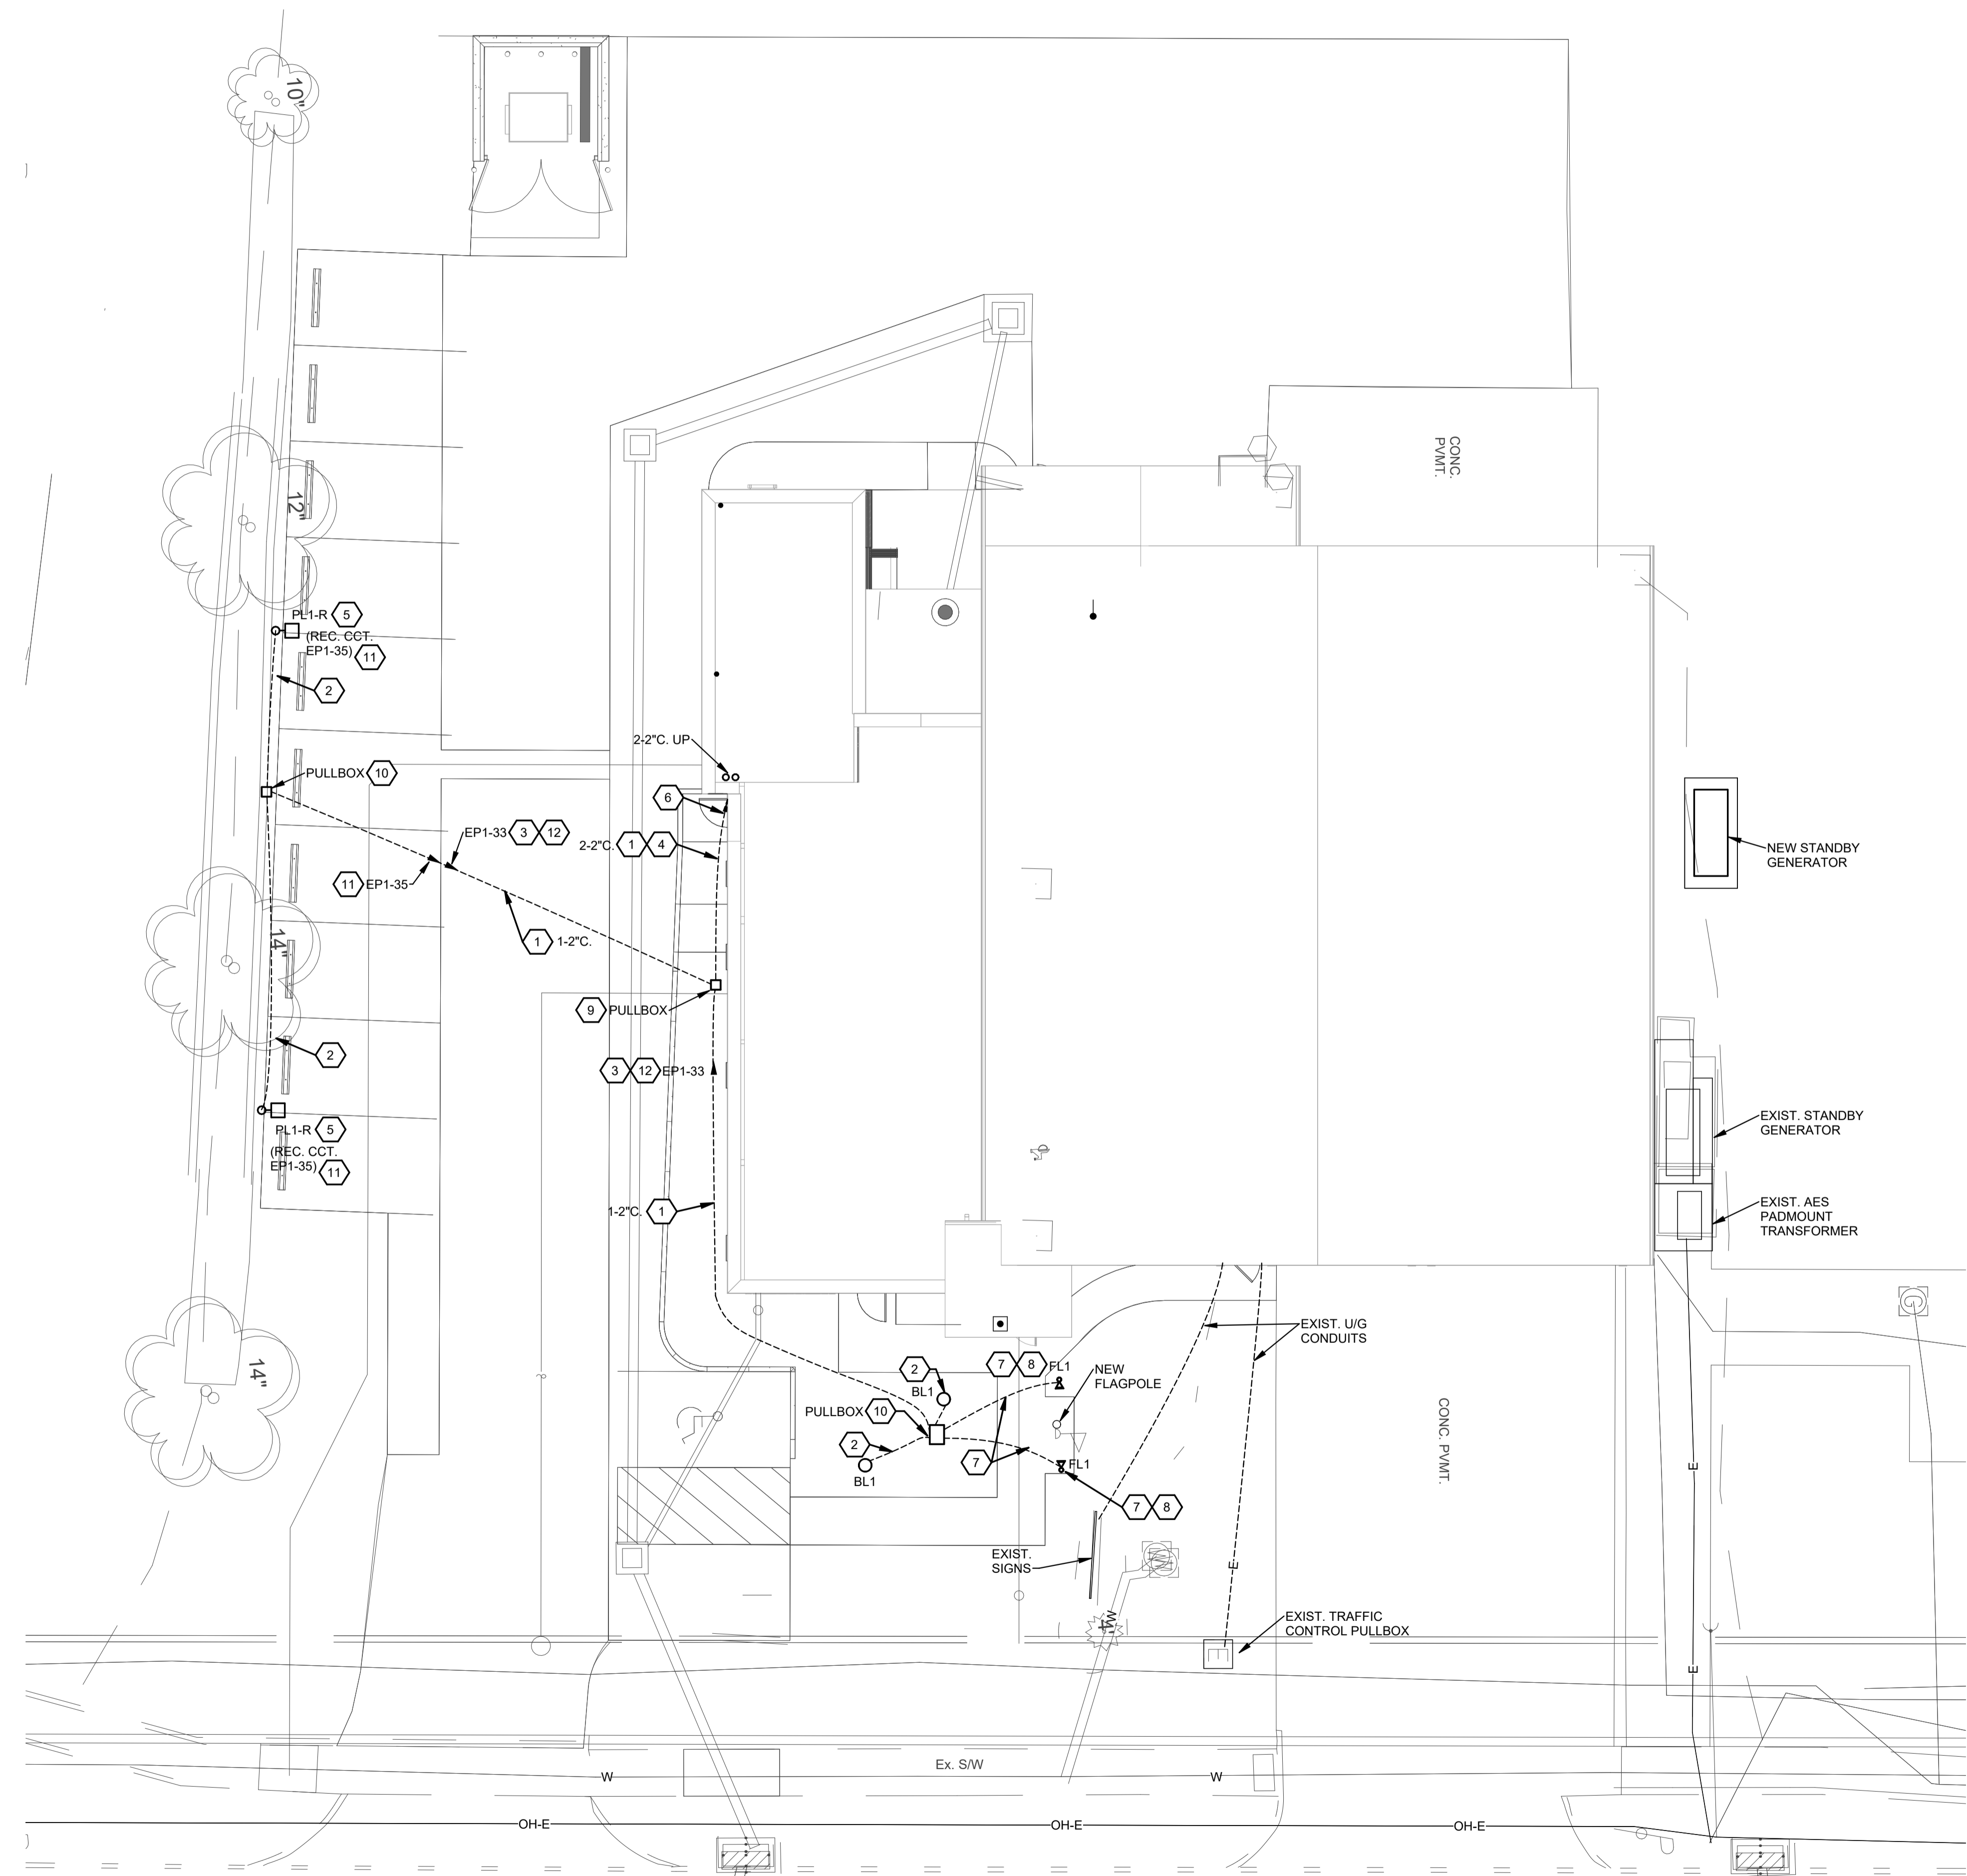 10"
CONC.
PVMT.
12"
PL1-R 5
(REC. CCT.
EP1-35) 11
2
2-2"C. UP
PULLBOX 10
6
EP1-33 3 12
2-2"C. 1 4
NEW STANDBY
GENERATOR
11 EP1-35
1 1-2"C.
14"
9 PULLBOX
2
3 12 EP1-33
PL1-R 5
(REC. CCT.
EP1-35) 11
EXIST. STANDBY
GENERATOR
1-2"C. 1
EXIST. AES
PADMOUNT
TRANSFORMER
G
EXIST. U/G
CONDUITS
14"
2
BL1
7 8 FL1
NEW
FLAGPOLE
PULLBOX 10
2
BL1
7
FL1
7 8
CONC. PVMT.
E
EXIST.
SIGNS
E
EXIST. TRAFFIC
CONTROL PULLBOX
E
E
Ex. S/W
W
W
OH-E
OH-E
OH-E